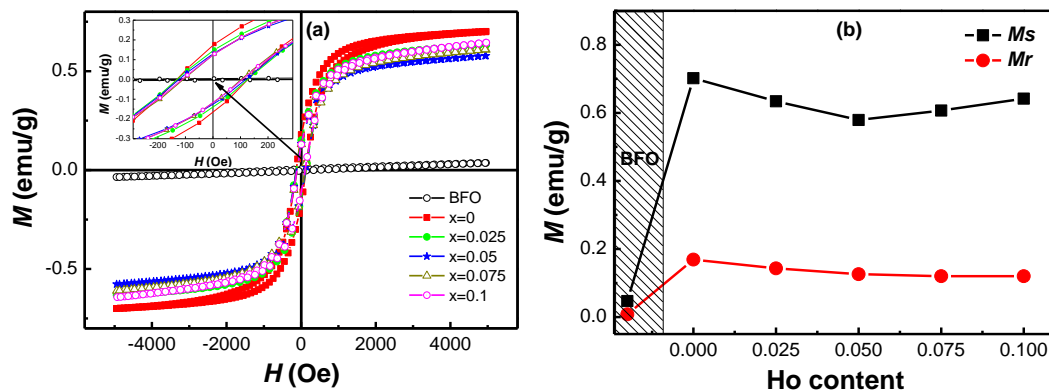 (a)
M (emu/g)
0.5
0.0
-0.5
-4000 -2000 0 2000 4000
H (Oe)
M (emu/g)
0.3
0.2
0.1
0.0
-0.1
-0.2
-0.3
-200 -100 0 100 200
H (Oe)
BFO
x=0
x=0.025
x=0.05
x=0.075
x=0.1
(b)
Ms
Mr
M (emu/g)
0.8
0.6
0.4
0.2
0.0
BFO
0.000 0.025 0.050 0.075 0.100
Ho content